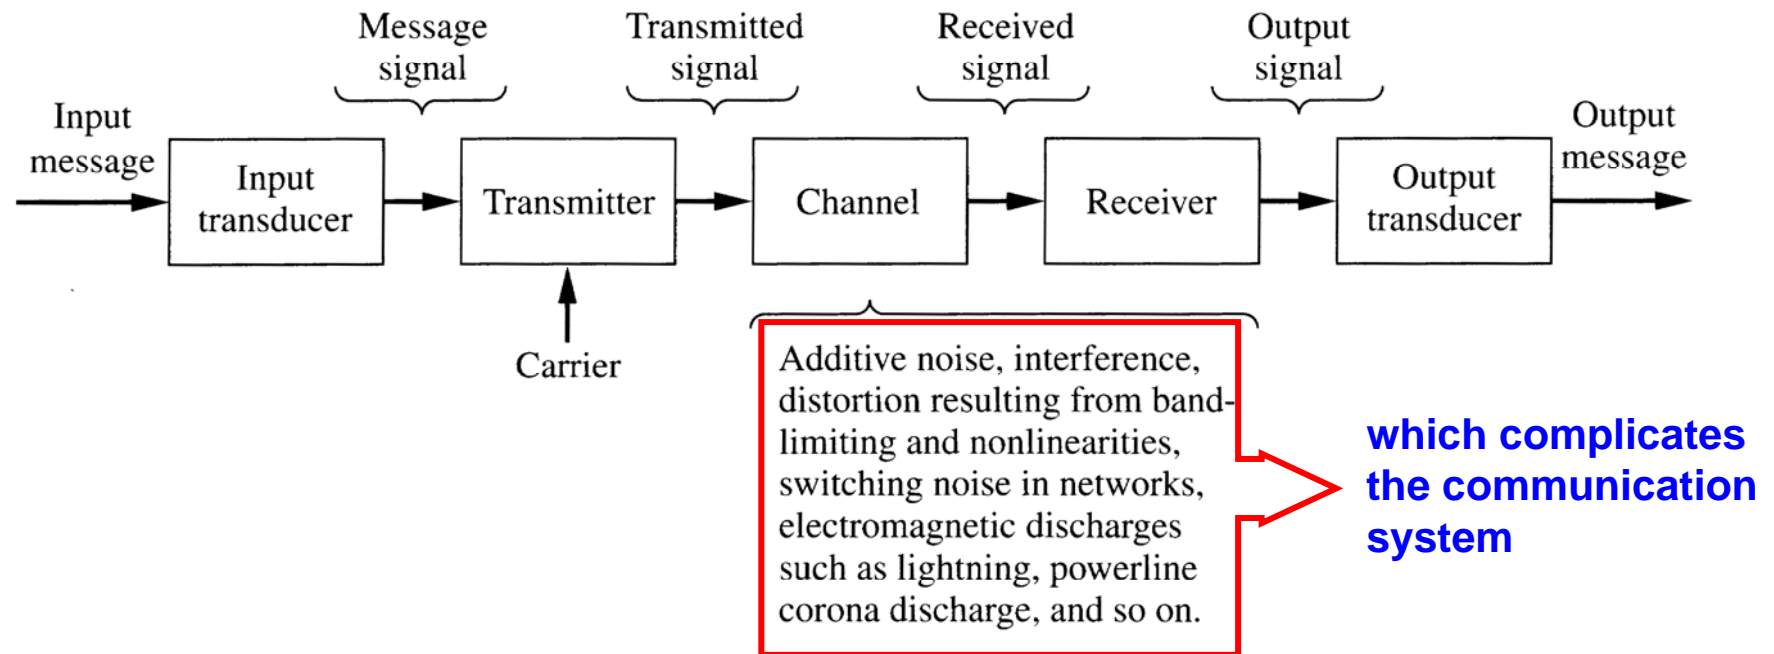 Message
signal
Transmitted
signal
Received
signal
Output
signal
Input
message
Input
transducer
Transmitter
Channel
Receiver
Output
transducer
Output
message
Carrier
Additive noise, interference,
distortion resulting from band-
limiting and nonlinearities,
switching noise in networks,
electromagnetic discharges
such as lightning, powerline
corona discharge, and so on.
which complicates
the communication
system